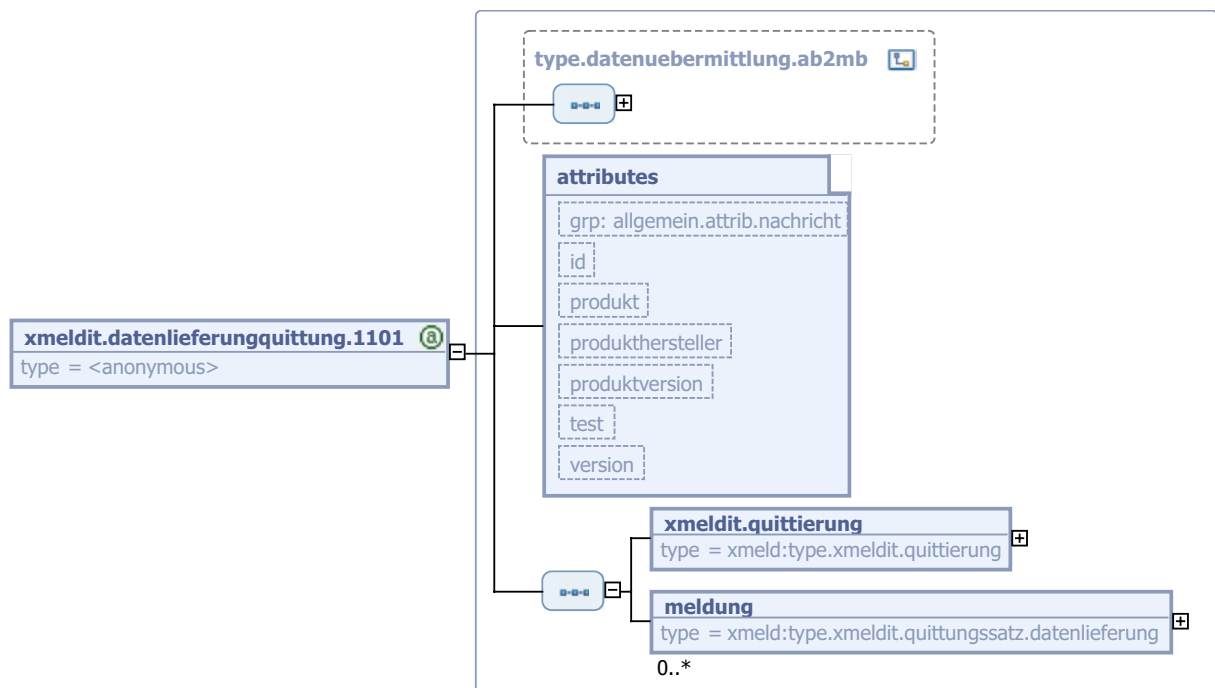 type.datenuebermittlung.ab2mb
attributes
grp: allgemein.attrib.nachricht
id
produkt
produkthersteller
produktversion
test
version
xmeldit.datenlieferungquittung.1101
type = <anonymous>
xmeldit.quittierung
type = xmeld:type.xmeldit.quittierung
meldung
type = xmeld:type.xmeldit.quittungssatz.datenlieferung
0..*